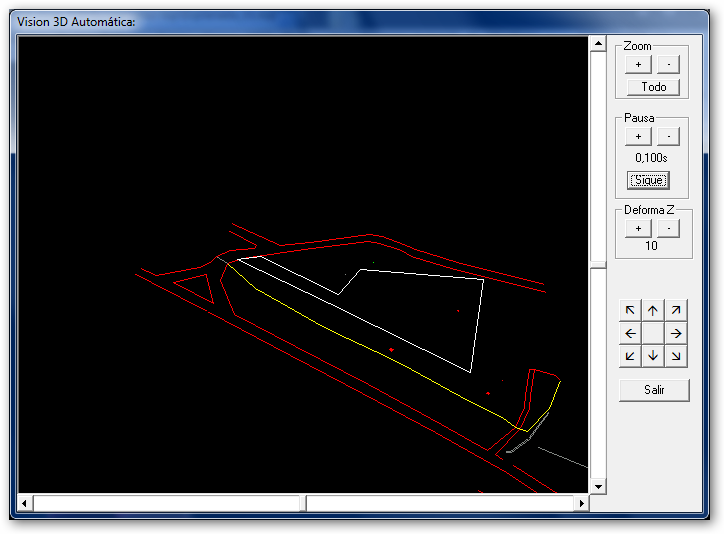 Vision 3D Automática:
Zoom
+ -
Todo
Pausa
+ -
0,100s
Sigue
Deforma Z
+ -
10
Salir